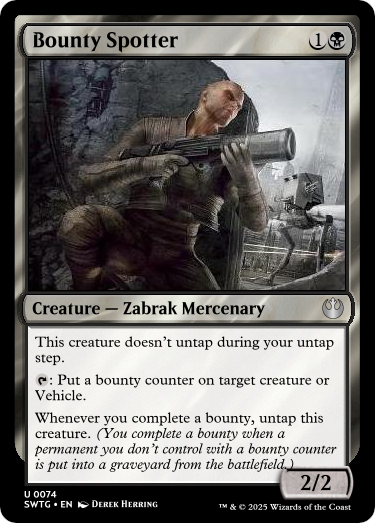 Bounty Spotter 1
Creature — Zabrak Mercenary
This creature doesn't untap during your untap
step.
: Put a bounty counter on target creature or
Vehicle.
Whenever you complete a bounty, untap this
creature. (You complete a bounty when a
permanent you don't control with a bounty counter
is put into a graveyard from the battlefield.)
2/2
U 0074
SWTG • EN DEREK HERRING
™ & © 2025 Wizards of the Coast